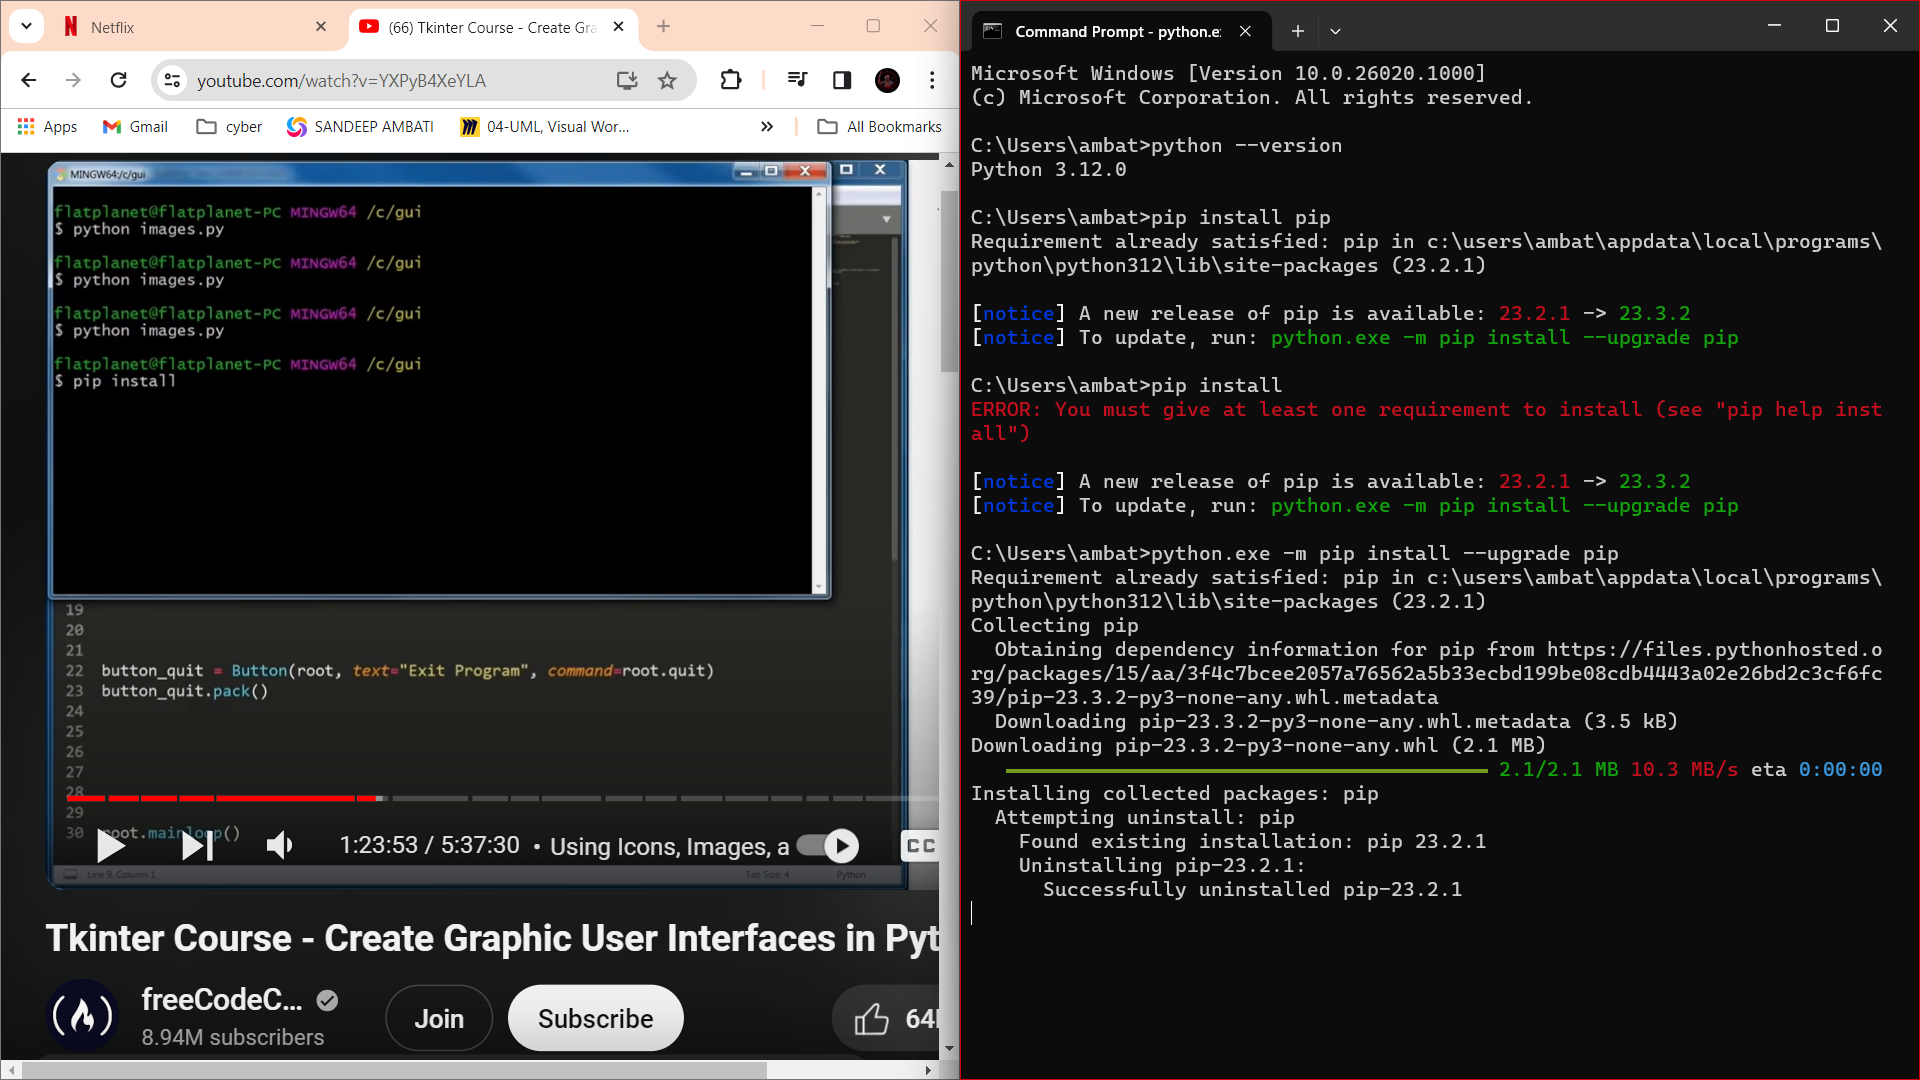 Netflix
(66) Tkinter Course - Create Gra
youtube.com/watch?v=YXPyB4XeYLA
Apps
Gmail
cyber
SANDEEP AMBATI
04-UML, Visual Wor...
All Bookmarks
MINGW64:/c/gui
flatplanet@flatplanet-PC MINGW64 /c/gui
$ python images.py
flatplanet@flatplanet-PC MINGW64 /c/gui
$ python images.py
flatplanet@flatplanet-PC MINGW64 /c/gui
$ python images.py
flatplanet@flatplanet-PC MINGW64 /c/gui
$ pip install
19
20
21
22 button_quit = Button(root, text="Exit Program", command=root.quit)
23 button_quit.pack()
24
25
26
27
28
29
30 root.mainloop()
1:23:53 / 5:37:30 • Using Icons, Images, a
CC
Line 9, Column 1
Tab Size: 4
Python
Tkinter Course - Create Graphic User Interfaces in Pyt
freeCodeC...
8.94M subscribers
Join
Subscribe
64
Command Prompt - python.e
Microsoft Windows [Version 10.0.26020.1000]
(c) Microsoft Corporation. All rights reserved.
C:\Users\ambat>python --version
Python 3.12.0
C:\Users\ambat>pip install pip
Requirement already satisfied: pip in c:\users\ambat\appdata\local\programs\
python\python312\lib\site-packages (23.2.1)
[notice] A new release of pip is available: 23.2.1 -> 23.3.2
[notice] To update, run: python.exe -m pip install --upgrade pip
C:\Users\ambat>pip install
ERROR: You must give at least one requirement to install (see "pip help inst
all")
[notice] A new release of pip is available: 23.2.1 -> 23.3.2
[notice] To update, run: python.exe -m pip install --upgrade pip
C:\Users\ambat>python.exe -m pip install --upgrade pip
Requirement already satisfied: pip in c:\users\ambat\appdata\local\programs\
python\python312\lib\site-packages (23.2.1)
Collecting pip
Obtaining dependency information for pip from https://files.pythonhosted.o
rg/packages/15/aa/3f4c7bcee2057a76562a5b33ecbd199be08cdb4443a02e26bd2c3cf6fc
39/pip-23.3.2-py3-none-any.whl.metadata
Downloading pip-23.3.2-py3-none-any.whl.metadata (3.5 kB)
Downloading pip-23.3.2-py3-none-any.whl (2.1 MB)
2.1/2.1 MB 10.3 MB/s eta 0:00:00
Installing collected packages: pip
Attempting uninstall: pip
Found existing installation: pip 23.2.1
Uninstalling pip-23.2.1:
Successfully uninstalled pip-23.2.1